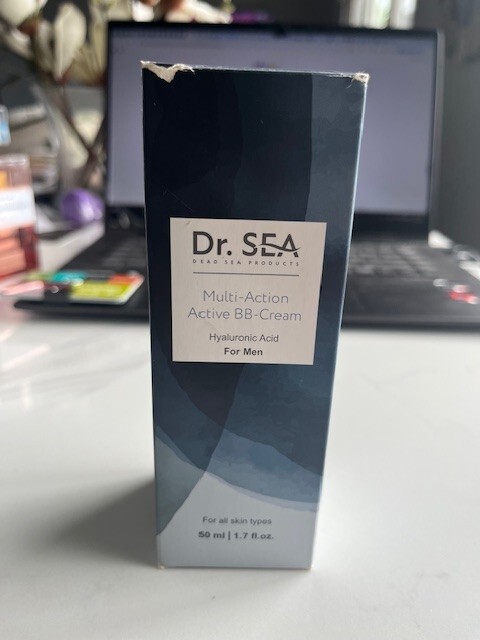 Dr. SEA
DEAD SEA PRODUCTS
Multi-Action
Active BB-Cream
Hyaluronic Acid
For Men
For all skin types
50 ml | 1.7 fl.oz.